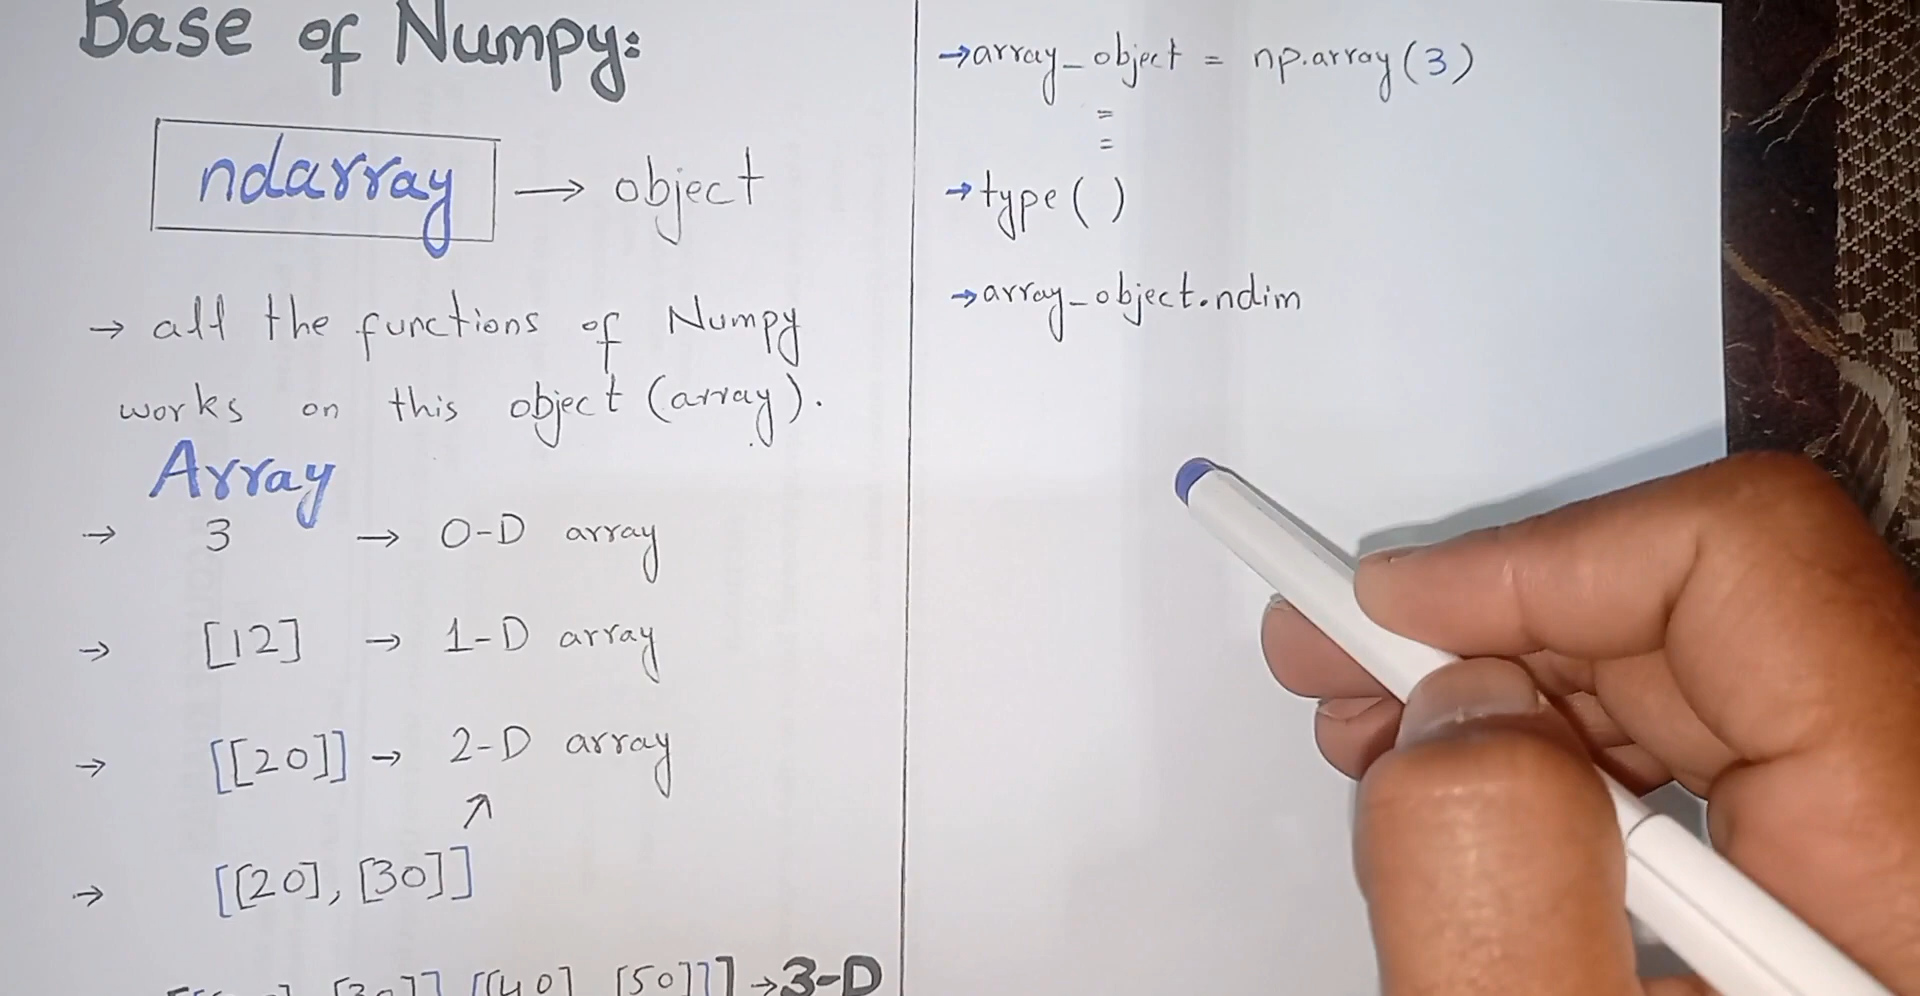 Base of Numpy:
ndarray → object
→ all the functions of Numpy
works on this object (array).
Array
→ 3 → 0-D array
→ [12] → 1-D array
→ [[20]] → 2-D array
↗
→ [[20], [30]]
[50]]] → 3-D
→ array_object = np.array(3)
=
=
→ type( )
→ array_object.ndim